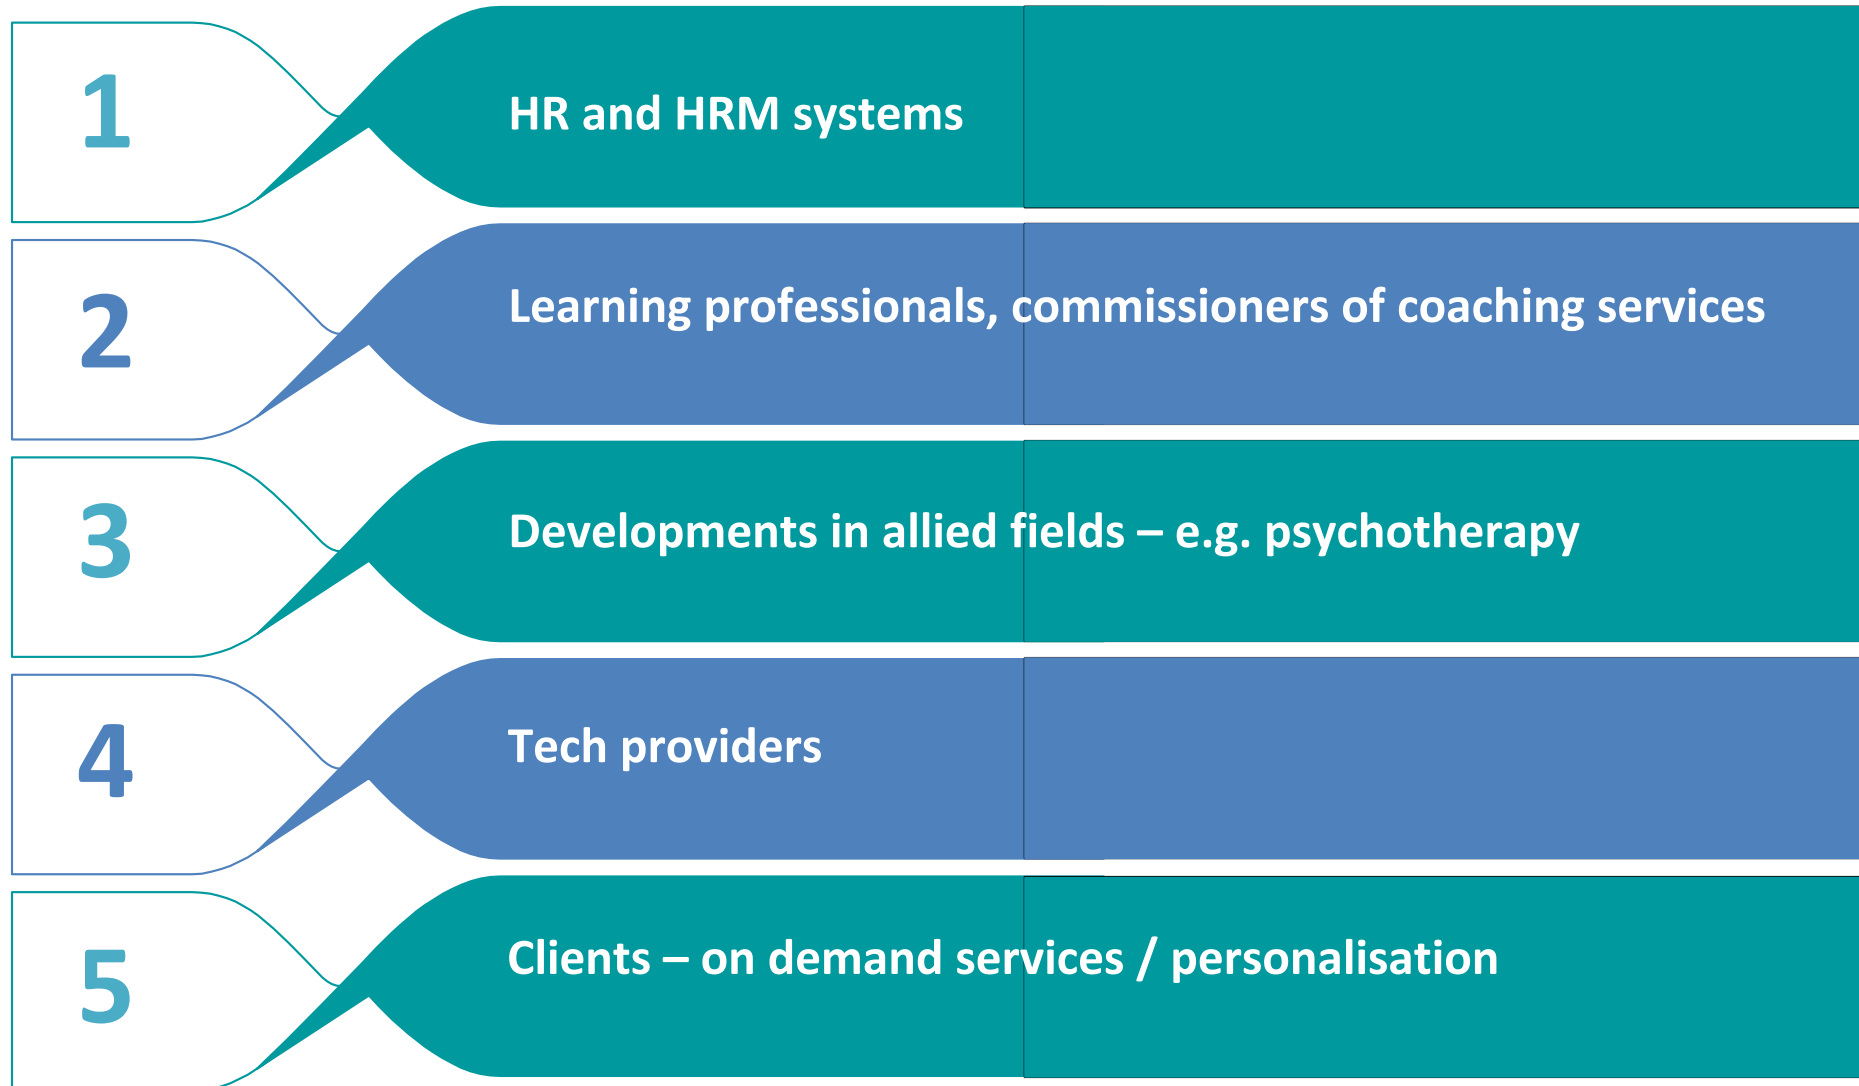 1
HR and HRM systems
2
Learning professionals, commissioners of coaching services
3
Developments in allied fields – e.g. psychotherapy
4
Tech providers
5
Clients – on demand services / personalisation